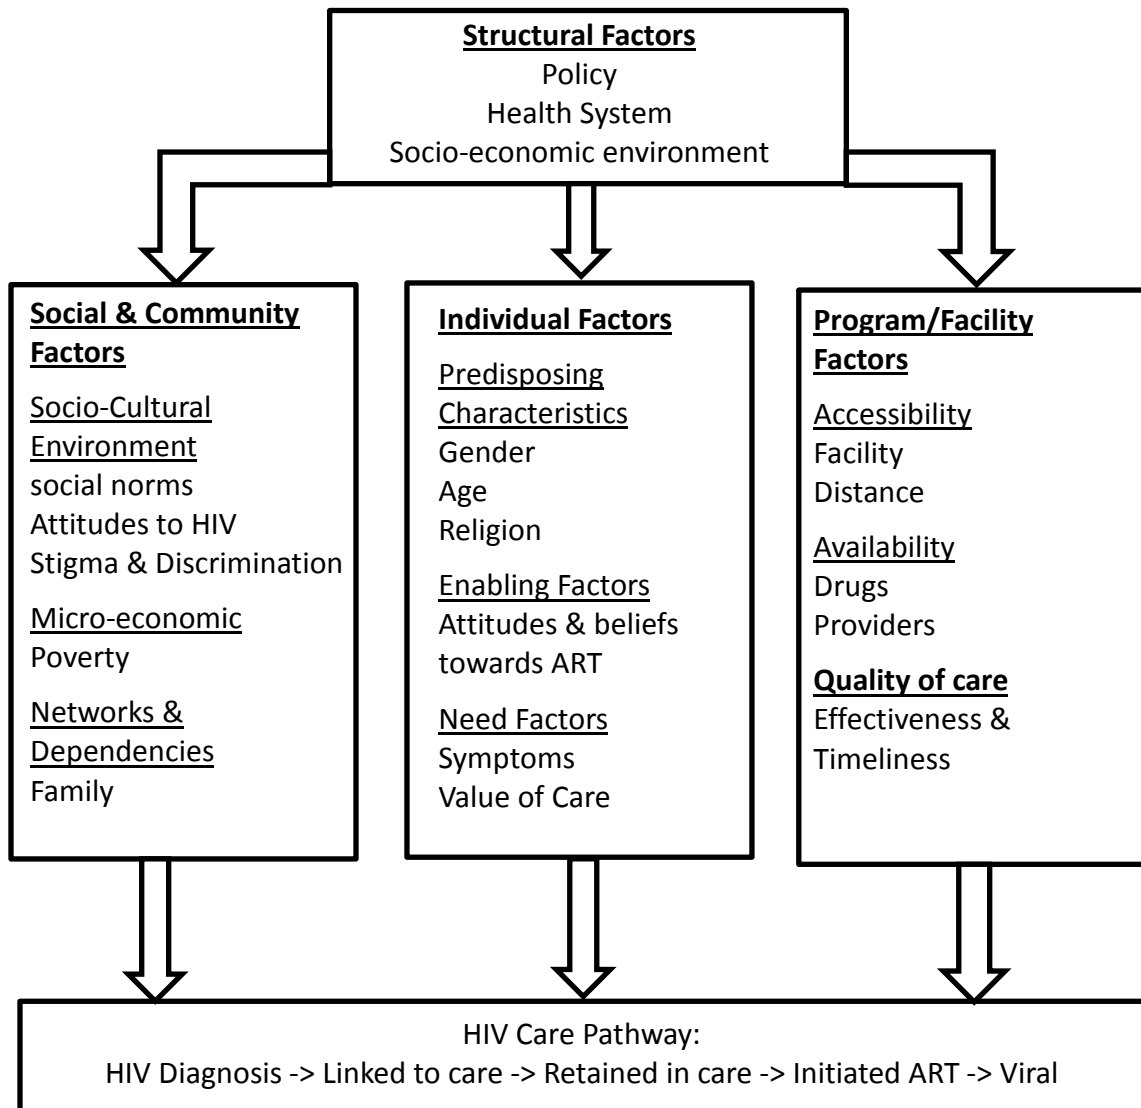 Structural Factors
Policy
Health System
Socio-economic environment
Social & Community
Factors
Socio-Cultural
Environment
social norms
Attitudes to HIV
Stigma & Discrimination
Micro-economic
Poverty
Networks &
Dependencies
Family
Individual Factors
Predisposing
Characteristics
Gender
Age
Religion
Enabling Factors
Attitudes & beliefs
towards ART
Need Factors
Symptoms
Value of Care
Program/Facility
Factors
Accessibility
Facility
Distance
Availability
Drugs
Providers
Quality of care
Effectiveness &
Timeliness
HIV Care Pathway:
HIV Diagnosis -> Linked to care -> Retained in care -> Initiated ART -> Viral